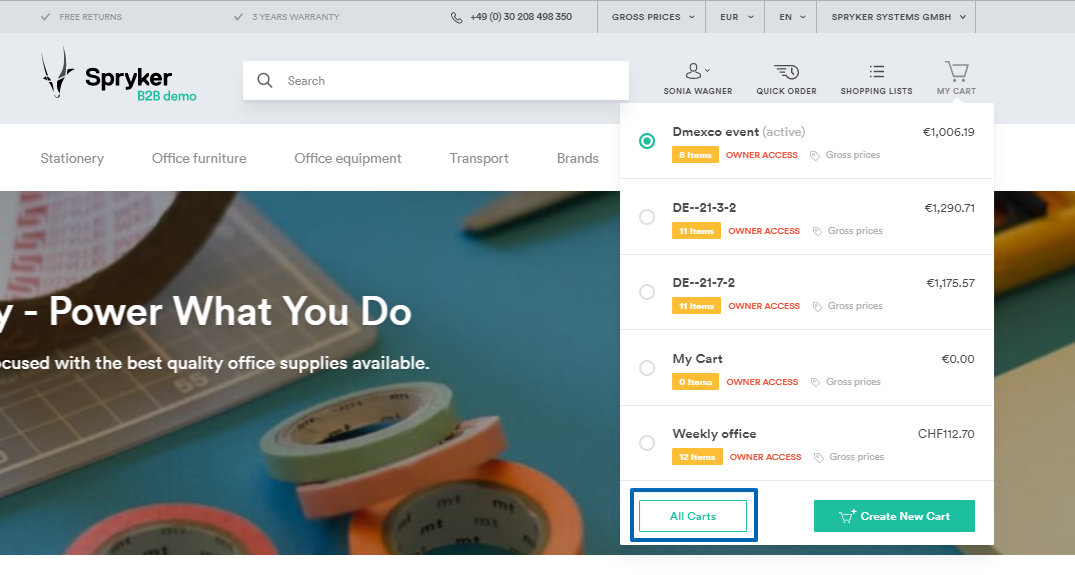 FREE RETURNS
3 YEARS WARRANTY
+49 (0) 30 208 498 350
GROSS PRICES
EUR
EN
SPRYKER SYSTEMS GMBH
Spryker
B2B demo
Search
SONIA WAGNER
QUICK ORDER
SHOPPING LISTS
MY CART
Stationery
Office furniture
Office equipment
Transport
Brands
Dmexco event (active) €1,006.19
8 Items OWNER ACCESS Gross prices
DE--21-3-2 €1,290.71
11 Items OWNER ACCESS Gross prices
DE--21-7-2 €1,175.57
11 Items OWNER ACCESS Gross prices
My Cart €0.00
0 Items OWNER ACCESS Gross prices
Weekly office CHF112.70
12 Items OWNER ACCESS Gross prices
All Carts
Create New Cart
y - Power What You Do
ocused with the best quality office supplies available.
55
mt
mt
mt
mt